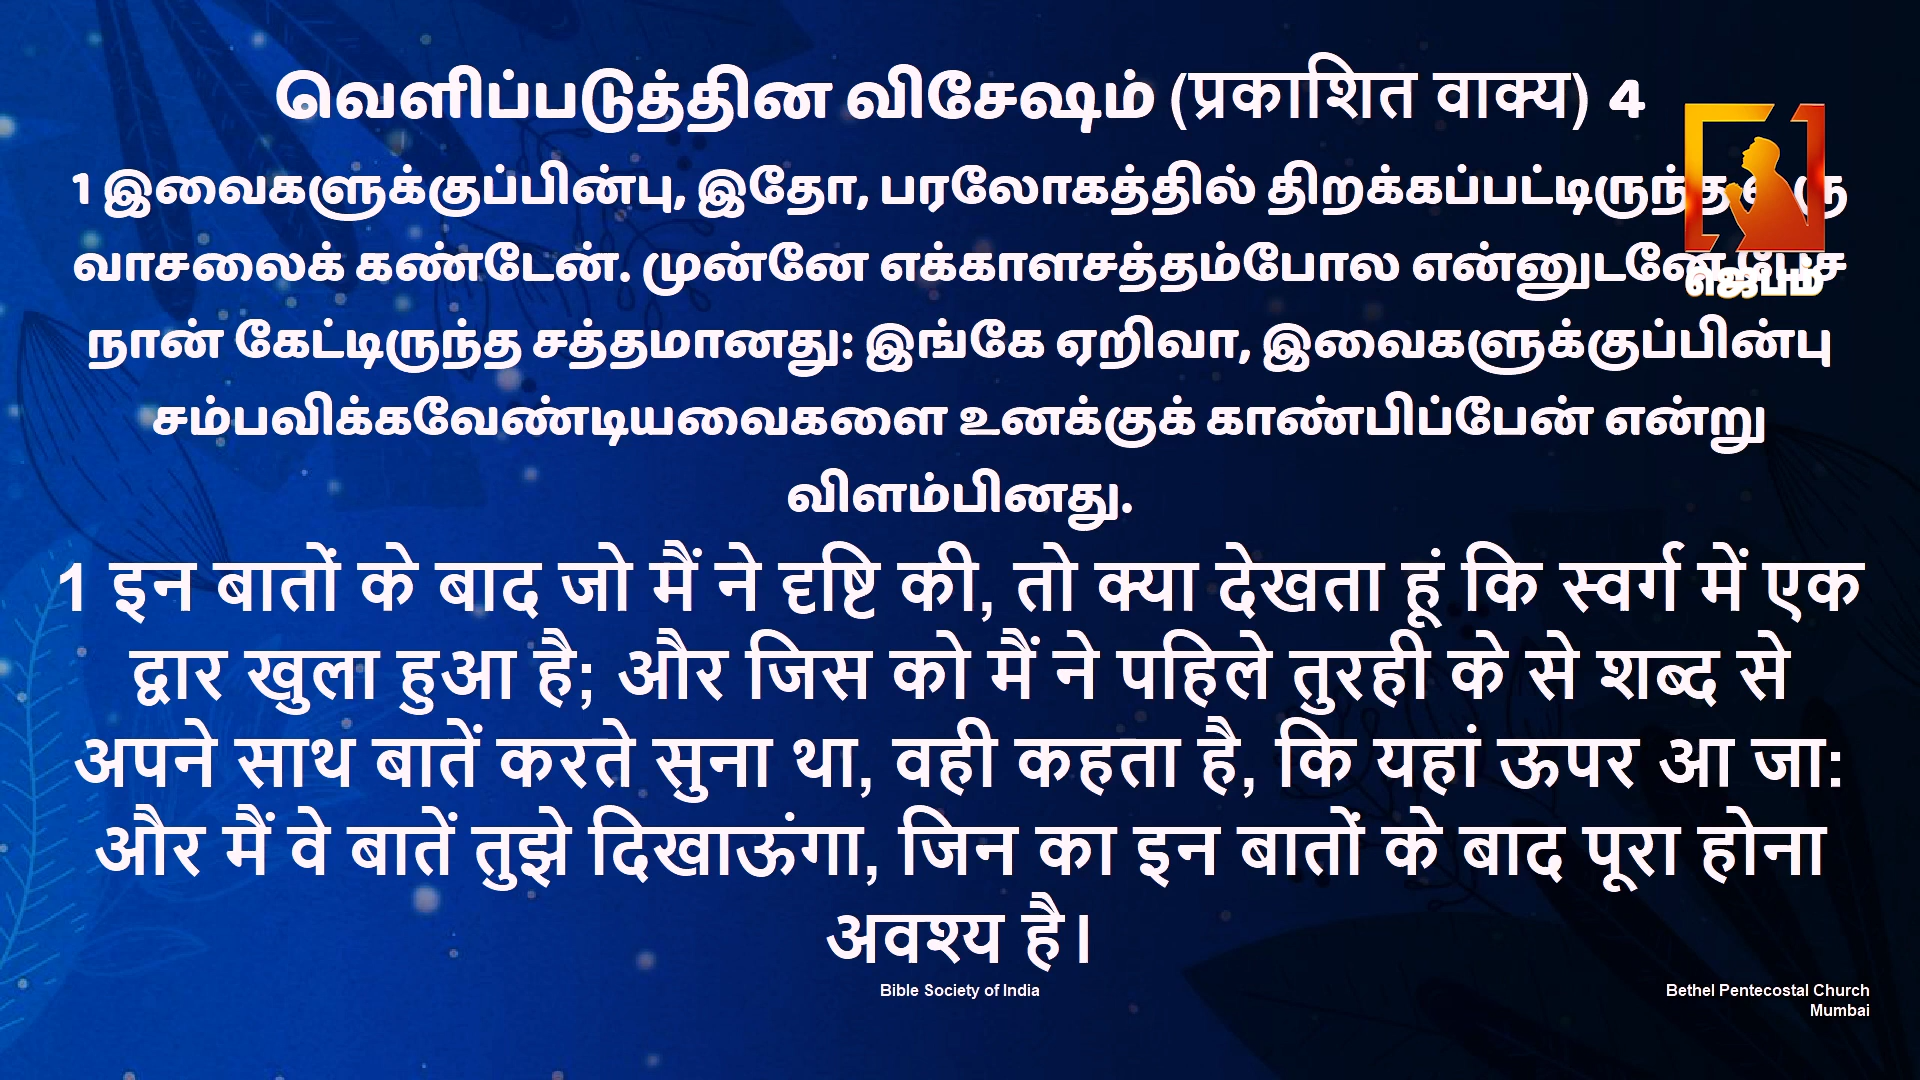 வெளிப்படுத்தின விசேஷம் (प्रकाशित वाक्य) 4
1 இவைகளுக்குப்பின்பு, இதோ, பரலோகத்தில் திறக்கப்பட்டிருந்த
வாசலைக் கண்டேன். முன்னே எக்காளசத்தம்போல என்னுடனே பேச
நான் கேட்டிருந்த சத்தமானது: இங்கே ஏறிவா, இவைகளுக்குப்பின்பு
சம்பவிக்கவேண்டியவைகளை உனக்குக் காண்பிப்பேன் என்று
விளம்பினது.
ஜெபம்
1 इन बातों के बाद जो मैं ने दृष्टि की, तो क्या देखता हूं कि स्वर्ग में एक
द्वार खुला हुआ है; और जिस को मैं ने पहिले तुरही के से शब्द से
अपने साथ बातें करते सुना था, वही कहता है, कि यहां ऊपर आ जा:
और मैं वे बातें तुझे दिखाऊंगा, जिन का इन बातों के बाद पूरा होना
अवश्य है।
Bible Society of India
Bethel Pentecostal Church
Mumbai